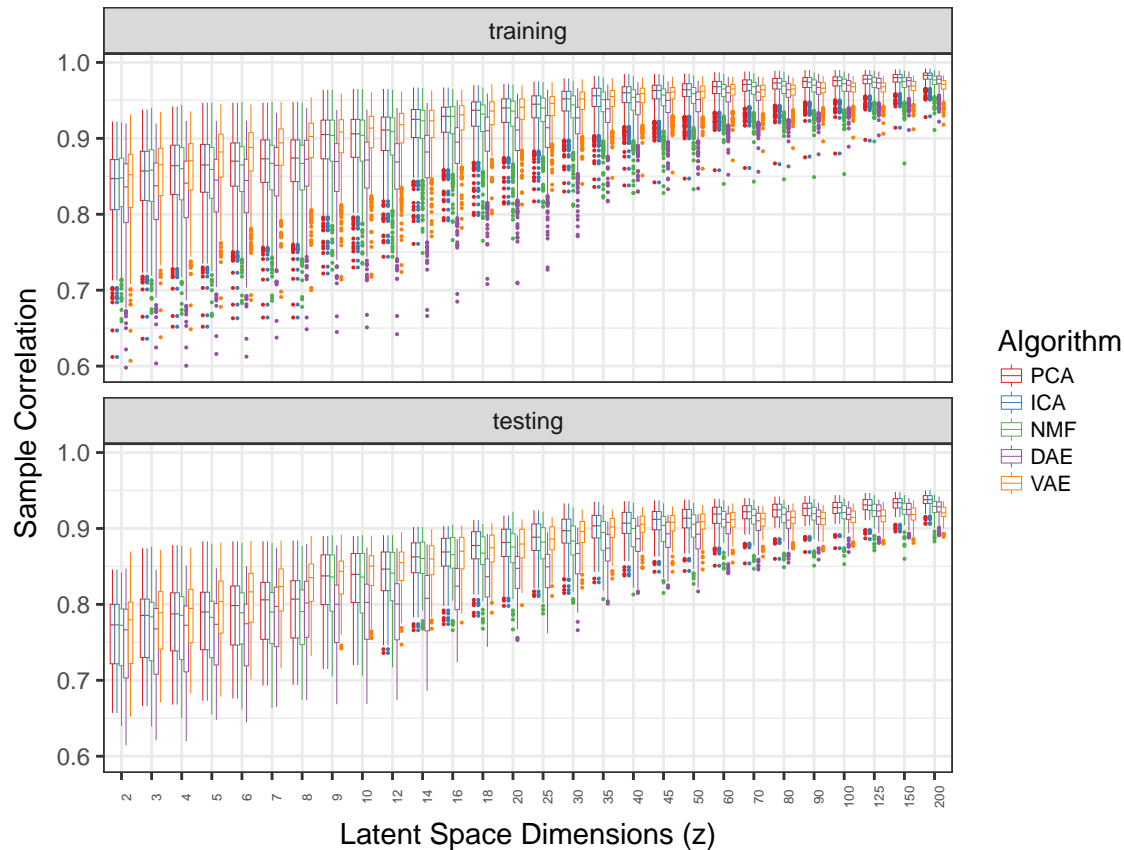 training
1.0
0.9
0.8
0.7
0.6
testing
1.0
0.9
0.8
0.7
0.6
Sample Correlation
2 3 4 5 6 7 8 9 10 12 14 16 18 20 25 30 35 40 45 50 60 70 80 90 100 125 150 200
Latent Space Dimensions (z)
Algorithm
PCA
ICA
NMF
DAE
VAE